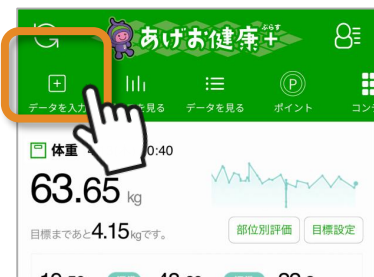 あげお健康+ ぷらす
データを入力 を見る データを見る ポイント コン
体重 0:40
63.65 kg
目標まであと4.15kgです。
部位別評価 目標設定